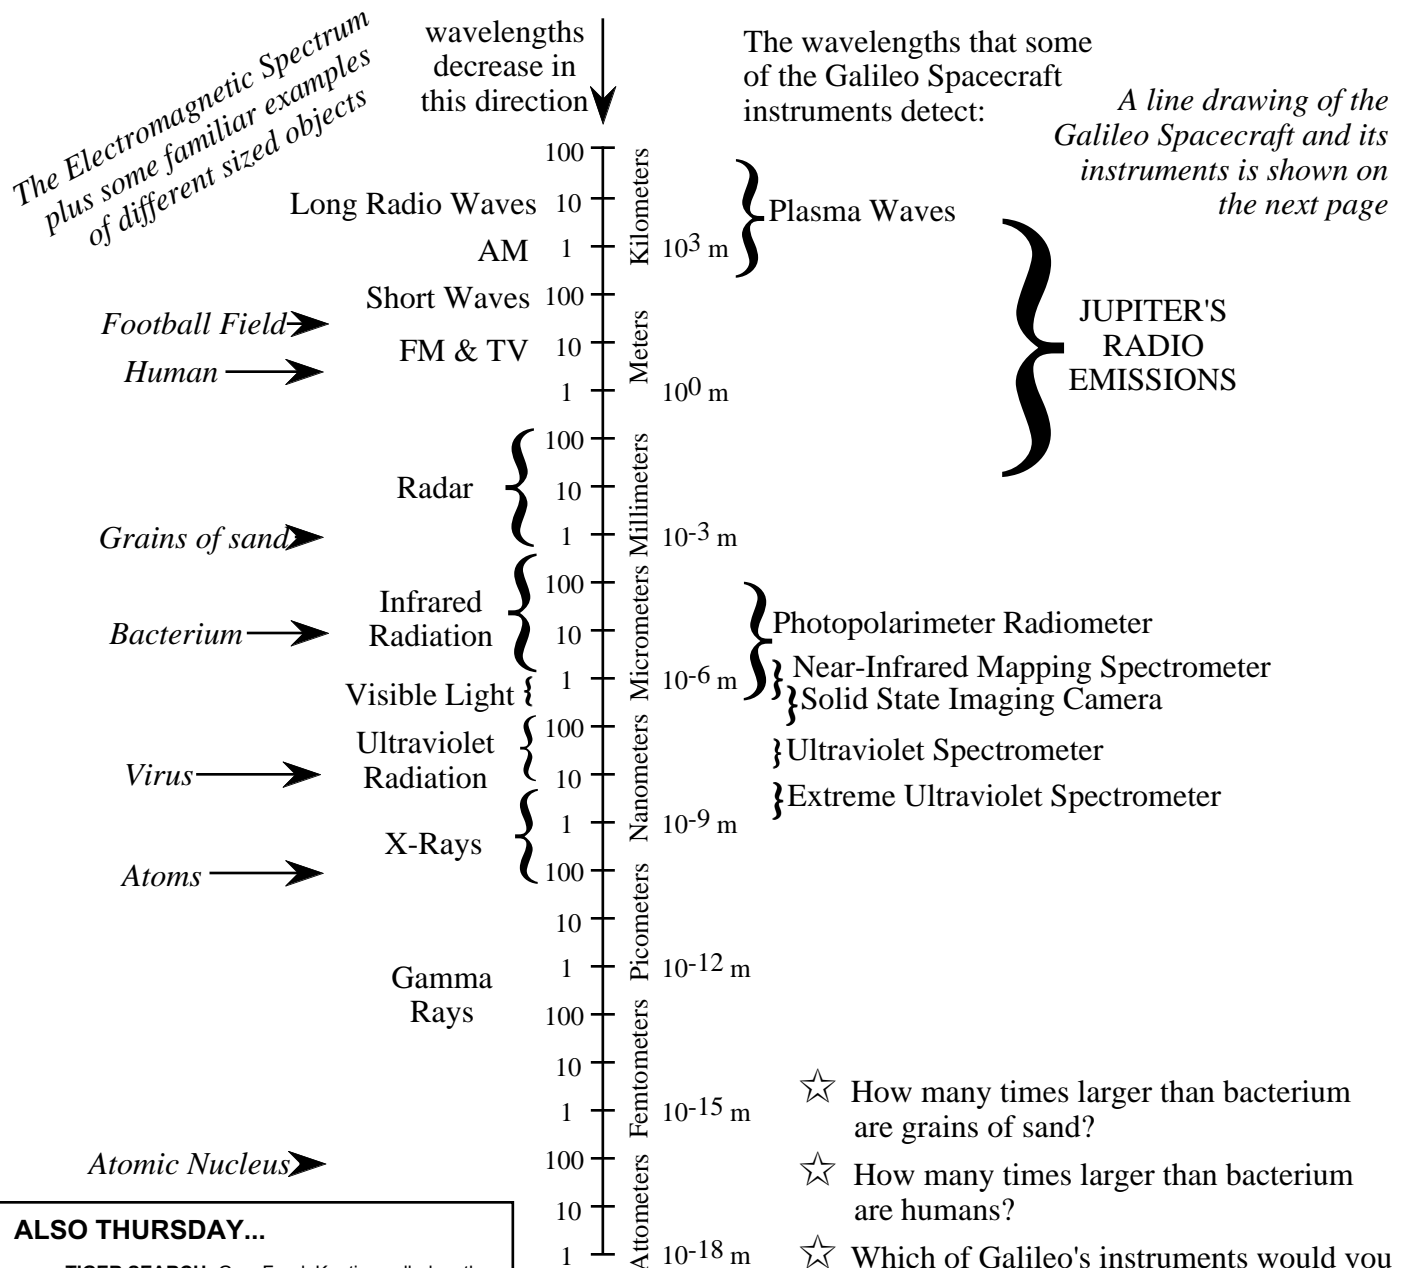 The Electromagnetic Spectrum
plus some familiar examples
of different sized objects
wavelengths
decrease in
this direction
The wavelengths that some
of the Galileo Spacecraft
instruments detect:
A line drawing of the
Galileo Spacecraft and its
instruments is shown on
the next page
100
Long Radio Waves 10
AM 1
Kilometers
10^3 m
Plasma Waves
Short Waves 100
Football Field
FM & TV 10
Human
1
Meters
10^0 m
JUPITER'S
RADIO
EMISSIONS
100
Radar 10
Grains of sand
1
Millimeters
10^-3 m
100
Infrared
Radiation
10
Bacterium
Visible Light 1
Micrometers
10^-6 m
Photopolarimeter Radiometer
Near-Infrared Mapping Spectrometer
Solid State Imaging Camera
100
Ultraviolet
Radiation
10
Virus
1
Nanometers
10^-9 m
Ultraviolet Spectrometer
Extreme Ultraviolet Spectrometer
X-Rays
100
Atoms
10
1
Picometers
10^-12 m
Gamma
Rays
100
10
1
Femtometers
10^-15 m
100
Atomic Nucleus
10
1
Attometers
10^-18 m
☆ How many times larger than bacterium
are grains of sand?
☆ How many times larger than bacterium
are humans?
☆ Which of Galileo's instruments would you
ALSO THURSDAY...